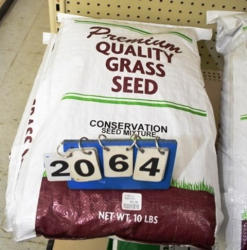 Premium
QUALITY
GRASS
SEED
CONSERVATION
SEED MIXTURE
2064
NET WT. 10 LBS